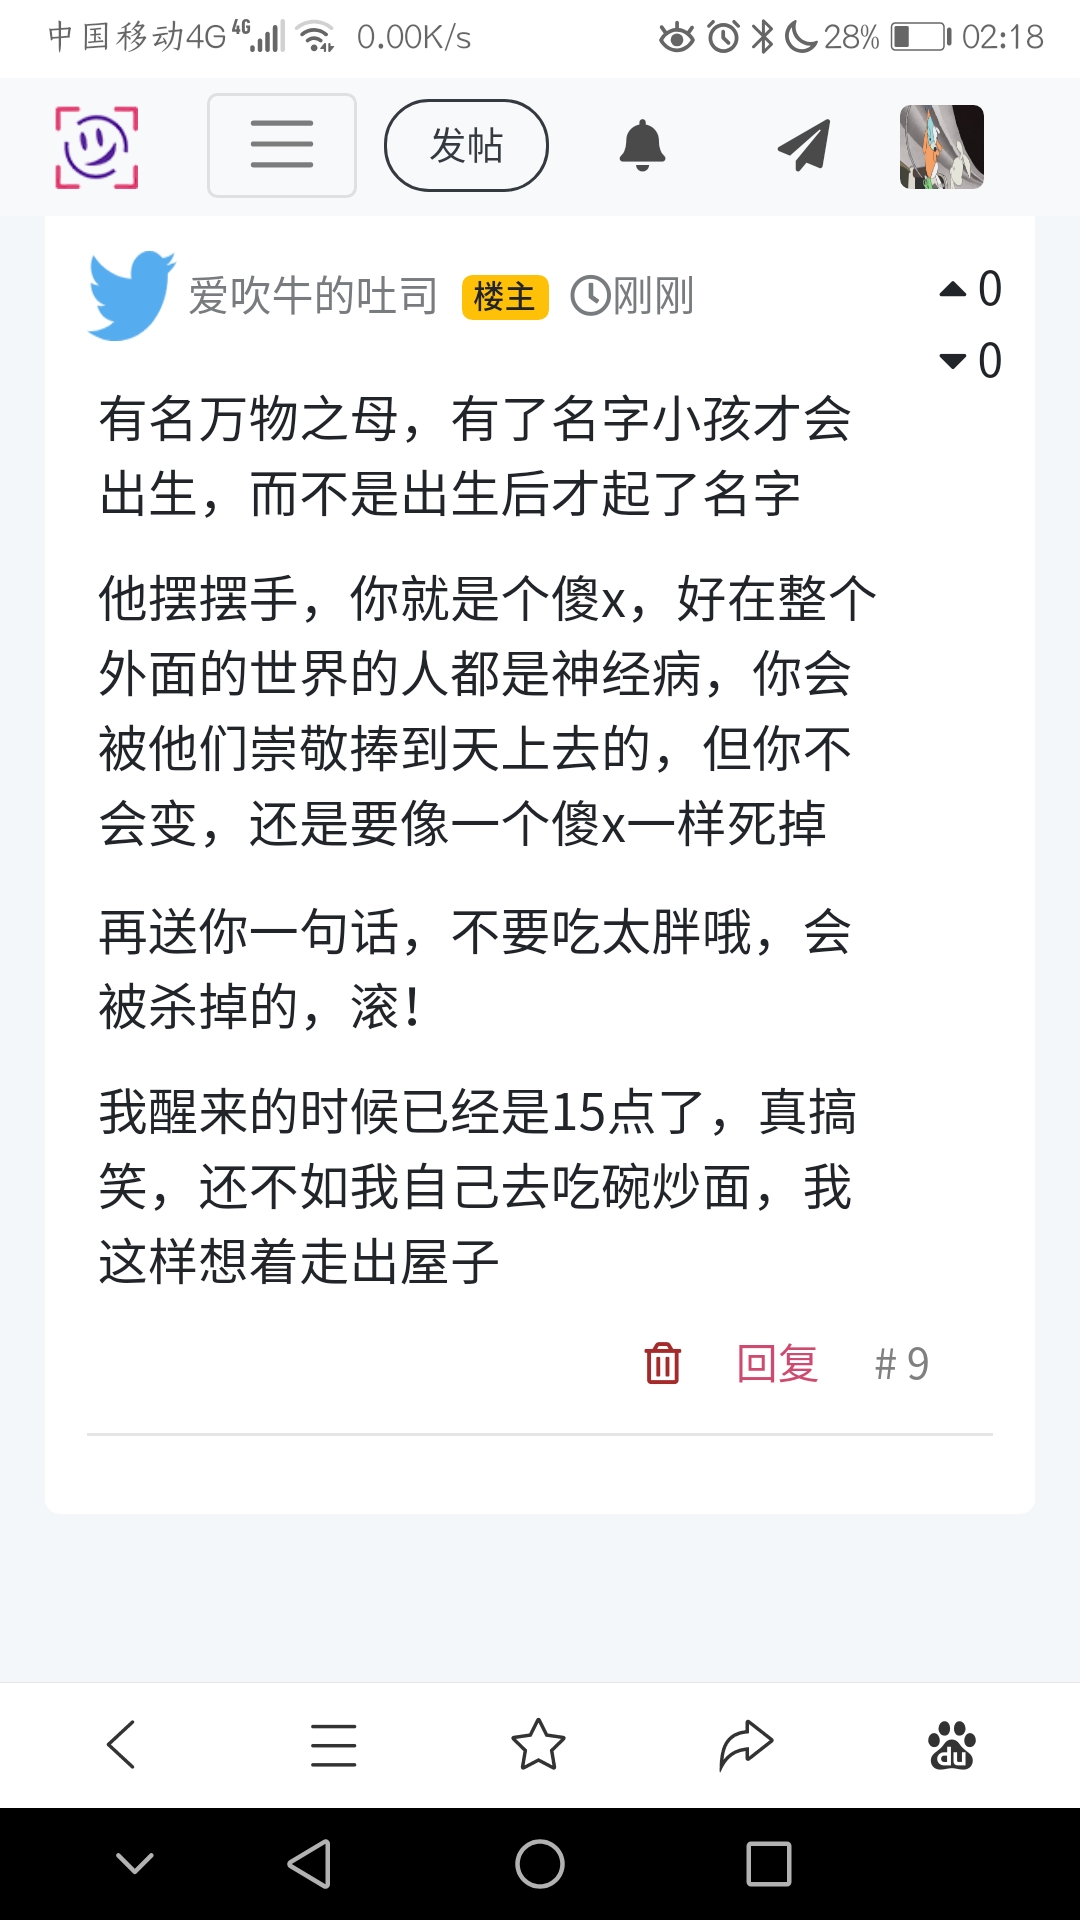 中国移动4G 4G 0.00K/s 28% 02:18
发帖
爱吹牛的吐司 楼主 刚刚 0
0
有名万物之母，有了名字小孩才会
出生，而不是出生后才起了名字
他摆摆手，你就是个傻x，好在整个
外面的世界的人都是神经病，你会
被他们崇敬捧到天上去的，但你不
会变，还是要像一个傻x一样死掉
再送你一句话，不要吃太胖哦，会
被杀掉的，滚！
我醒来的时候已经是15点了，真搞
笑，还不如我自己去吃碗炒面，我
这样想着走出屋子
回复 # 9
du